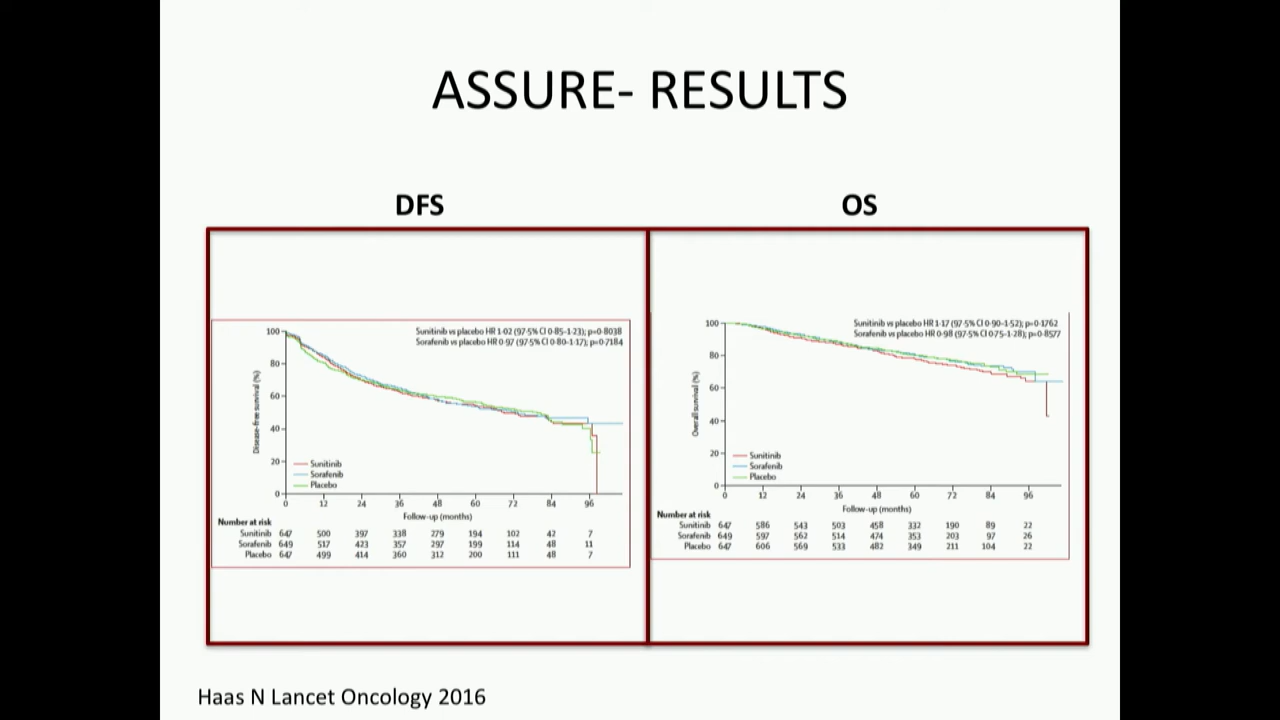 ASSURE- RESULTS
DFS
OS
Sunitinib vs placebo HR 1·02 (97·5% CI 0·85-1·23); p=0·8038
Sorafenib vs placebo HR 0·97 (97·5% CI 0·80-1·17); p=0·7184
100
80
60
40
20
0
Disease-free survival (%)
Sunitinib
Sorafenib
Placebo
0 12 24 36 48 60 72 84 96
Follow-up (months)
Number at risk
Sunitinib 647 500 397 338 279 194 102 42 7
Sorafenib 649 517 423 357 297 199 114 48 11
Placebo 647 499 414 360 312 200 111 48 7
Sunitinib vs placebo HR 1·17 (97·5% CI 0·90-1·52); p=0·1762
Sorafenib vs placebo HR 0·98 (97·5% CI 0·75-1·28); p=0·8577
100
80
60
40
20
0
Overall survival (%)
Sunitinib
Sorafenib
Placebo
0 12 24 36 48 60 72 84 96
Follow-up (months)
Number at risk
Sunitinib 647 586 543 503 458 332 190 89 22
Sorafenib 649 597 562 514 474 353 203 97 26
Placebo 647 606 569 533 482 349 211 104 22
Haas N Lancet Oncology 2016